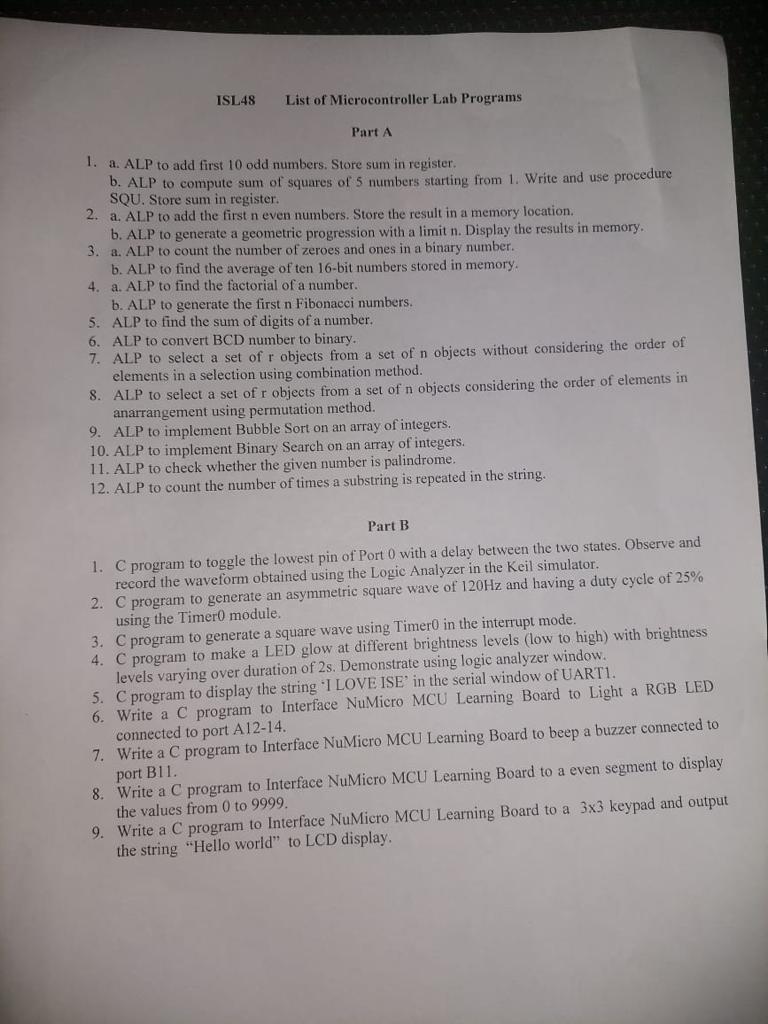 ISL48 List of Microcontroller Lab Programs
Part A
1. a. ALP to add first 10 odd numbers. Store sum in register.
b. ALP to compute sum of squares of 5 numbers starting from 1. Write and use procedure
SQU. Store sum in register.
2. a. ALP to add the first n even numbers. Store the result in a memory location.
b. ALP to generate a geometric progression with a limit n. Display the results in memory.
3. a. ALP to count the number of zeroes and ones in a binary number.
b. ALP to find the average of ten 16-bit numbers stored in memory.
4. a. ALP to find the factorial of a number.
b. ALP to generate the first n Fibonacci numbers.
5. ALP to find the sum of digits of a number.
6. ALP to convert BCD number to binary.
7. ALP to select a set of r objects from a set of n objects without considering the order of
elements in a selection using combination method.
8. ALP to select a set of r objects from a set of n objects considering the order of elements in
anarrangement using permutation method.
9. ALP to implement Bubble Sort on an array of integers.
10. ALP to implement Binary Search on an array of integers.
11. ALP to check whether the given number is palindrome.
12. ALP to count the number of times a substring is repeated in the string.
Part B
1. C program to toggle the lowest pin of Port 0 with a delay between the two states. Observe and
record the waveform obtained using the Logic Analyzer in the Keil simulator.
2. C program to generate an asymmetric square wave of 120Hz and having a duty cycle of 25%
using the Timer0 module.
3. C program to generate a square wave using Timer0 in the interrupt mode.
4. C program to make a LED glow at different brightness levels (low to high) with brightness
levels varying over duration of 2s. Demonstrate using logic analyzer window.
5. C program to display the string 'I LOVE ISE' in the serial window of UART1.
6. Write a C program to Interface NuMicro MCU Learning Board to Light a RGB LED
connected to port A12-14.
7. Write a C program to Interface NuMicro MCU Learning Board to beep a buzzer connected to
port B11.
8. Write a C program to Interface NuMicro MCU Learning Board to a even segment to display
the values from 0 to 9999.
9. Write a C program to Interface NuMicro MCU Learning Board to a 3x3 keypad and output
the string "Hello world" to LCD display.